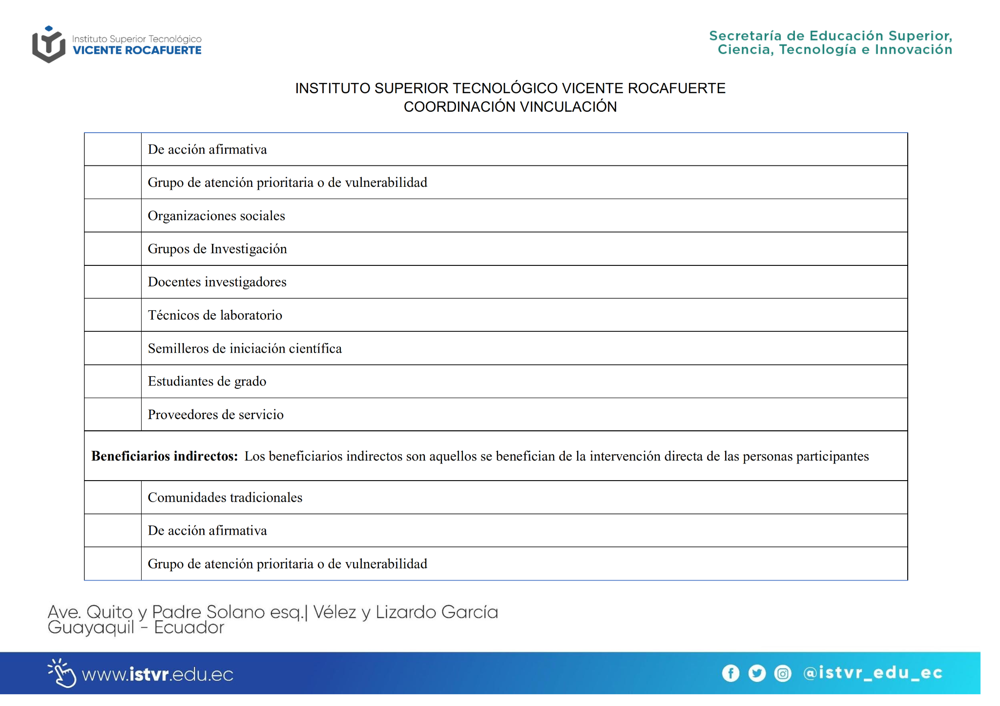 Instituto Superior Tecnológico
VICENTE ROCAFUERTE
Secretaría de Educación Superior,
Ciencia, Tecnología e Innovación
INSTITUTO SUPERIOR TECNOLÓGICO VICENTE ROCAFUERTE
COORDINACIÓN VINCULACIÓN
De acción afirmativa
Grupo de atención prioritaria o de vulnerabilidad
Organizaciones sociales
Grupos de Investigación
Docentes investigadores
Técnicos de laboratorio
Semilleros de iniciación científica
Estudiantes de grado
Proveedores de servicio
Beneficiarios indirectos: Los beneficiarios indirectos son aquellos se benefician de la intervención directa de las personas participantes
Comunidades tradicionales
De acción afirmativa
Grupo de atención prioritaria o de vulnerabilidad
Ave. Quito y Padre Solano esq.| Vélez y Lizardo García
Guayaquil - Ecuador
www.istvr.edu.ec
@istvr_edu_ec